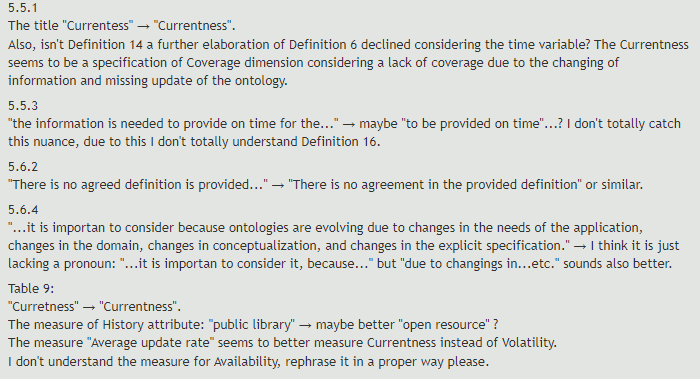 5.5.1
The title "Currentess" → "Currentness".
Also, isn't Definition 14 a further elaboration of Definition 6 declined considering the time variable? The Currentness
seems to be a specification of Coverage dimension considering a lack of coverage due to the changing of
information and missing update of the ontology.
5.5.3
"the information is needed to provide on time for the..." → maybe "to be provided on time"...? I don't totally catch
this nuance, due to this I don't totally understand Definition 16.
5.6.2
"There is no agreed definition is provided..." → "There is no agreement in the provided definition" or similar.
5.6.4
"...it is importan to consider because ontologies are evolving due to changes in the needs of the application,
changes in the domain, changes in conceptualization, and changes in the explicit specification." → I think it is just
lacking a pronoun: "...it is importan to consider it, because..." but "due to changings in...etc." sounds also better.
Table 9:
"Curretness" → "Currentness".
The measure of History attribute: "public library" → maybe better "open resource" ?
The measure "Average update rate" seems to better measure Currentness instead of Volatility.
I don't understand the measure for Availability, rephrase it in a proper way please.